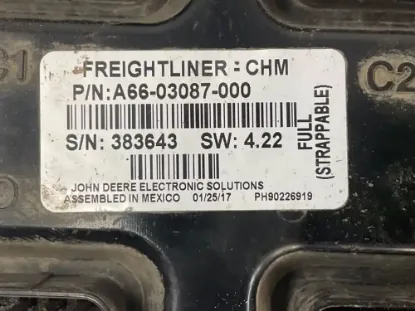 FREIGHTLINER - CHM
P/N:A66-03087-000
S/N: 383643 SW: 4.22
FULL
(STRAPPABLE)
JOHN DEERE ELECTRONIC SOLUTIONS
ASSEMBLED IN MEXICO 01/25/17 PH90226919
C1
C2